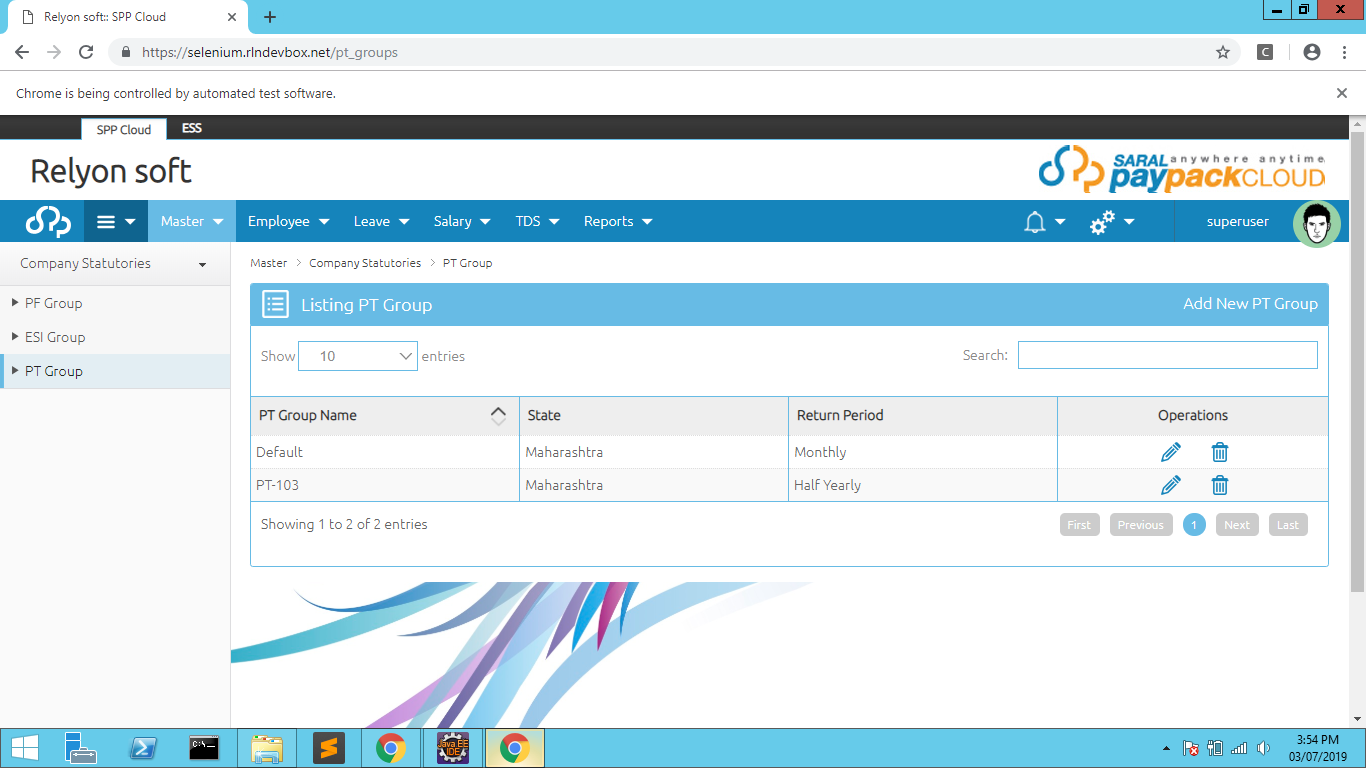 Relyon soft:: SPP Cloud
https://selenium.rlndevbox.net/pt_groups
C
Chrome is being controlled by automated test software.
SPP Cloud ESS
Relyon soft
SARAL anywhere anytime
paypackCLOUD
Master Employee Leave Salary TDS Reports superuser
Company Statutories
PF Group
ESI Group
PT Group
Master > Company Statutories > PT Group
Listing PT Group Add New PT Group
Show 10 entries Search:
PT Group Name State Return Period Operations
Default Maharashtra Monthly
PT-103 Maharashtra Half Yearly
Showing 1 to 2 of 2 entries First Previous 1 Next Last
C:\
Java EE
IDE
3:54 PM
03/07/2019